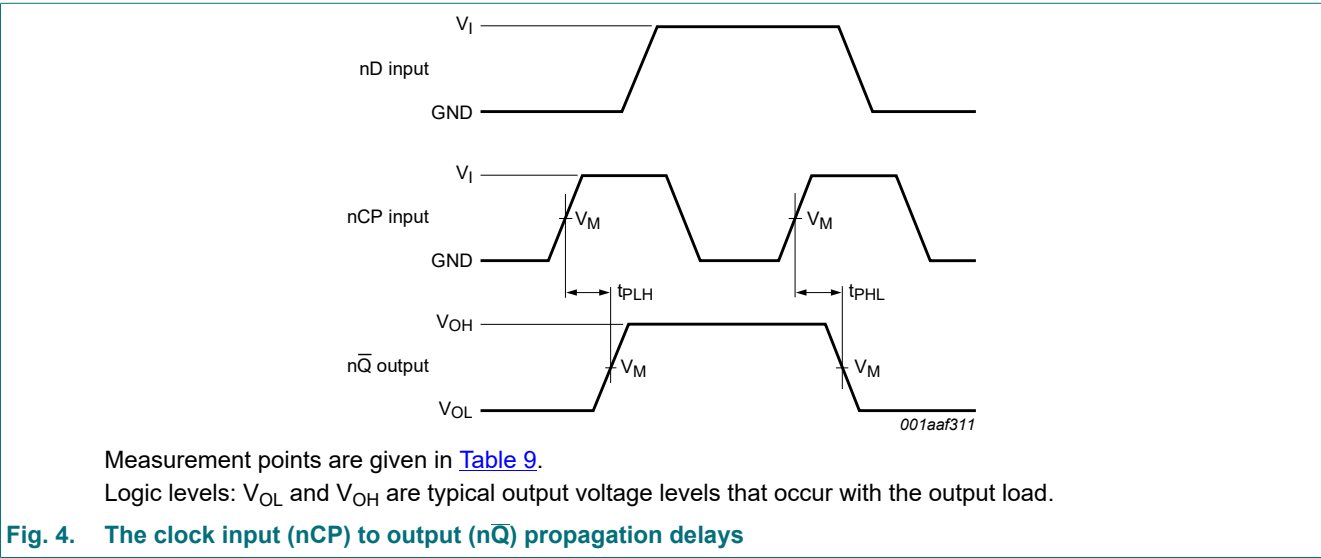 V_I
nD input
GND
V_I
nCP input
V_M
V_M
GND
t_PLH
t_PHL
V_OH
nQ̅ output
V_M
V_M
V_OL
001aaf311
Measurement points are given in Table 9.
Logic levels: V_OL and V_OH are typical output voltage levels that occur with the output load.
Fig. 4. The clock input (nCP) to output (nQ̅) propagation delays